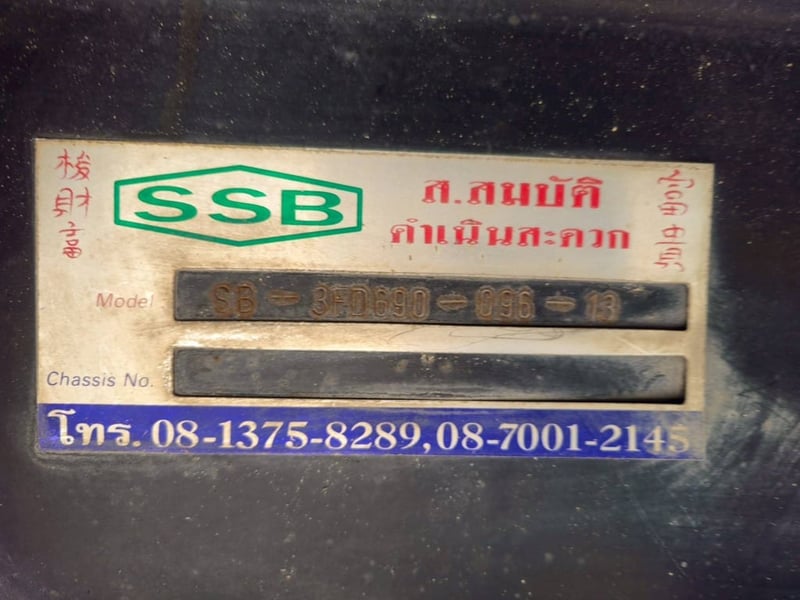 SSB
ส.สมบัติ
ดำเนินสะดวก
Model SB-3FD690-096-13
Chassis No.
โทร. 08-1375-8289,08-7001-2145